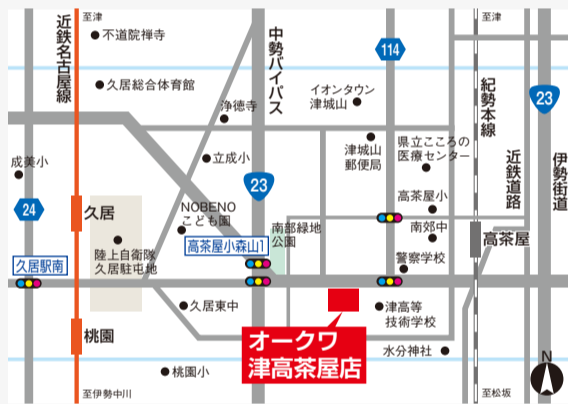 至津
近鉄名古屋線
不道院禅寺
久居総合体育館
成美小
24
久居
久居駅南
陸上自衛隊
久居駐屯地
桃園
至伊勢中川
中勢バイパス
浄徳寺
立成小
23
NOBENO
こども園
高茶屋小森山1
南部緑地
公園
久居東中
桃園小
オークワ
津高茶屋店
114
イオンタウン
津城山
津城山
郵便局
県立こころの
医療センター
高茶屋小
南郊中
警察学校
津高等
技術学校
水分神社
至津
紀勢本線
近鉄道路
23
伊勢街道
高茶屋
至松坂
N